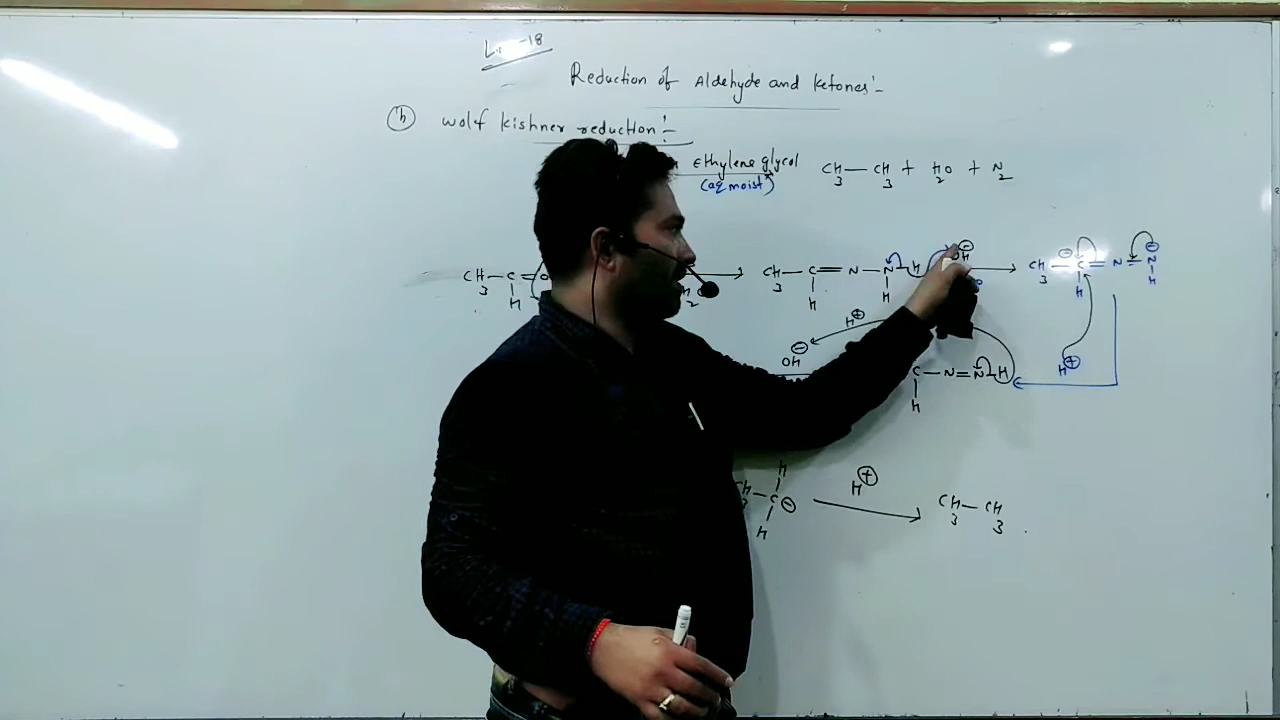 L -18
Reduction of Aldehyde and ketones:-
(h) wolf kishner reduction:-
Ethylene glycol CH3—CH3 + H2O + N2
(aq moist)
CH3—C=O → CH3—C=N—N—H OH⊖ → CH3—C⊖=N=N⊖
H H H H H
H⊕
OH⊖ H⊕
C—N=N—H
H
H
CH3—C⊖ H⊕ → CH3—CH3.
H